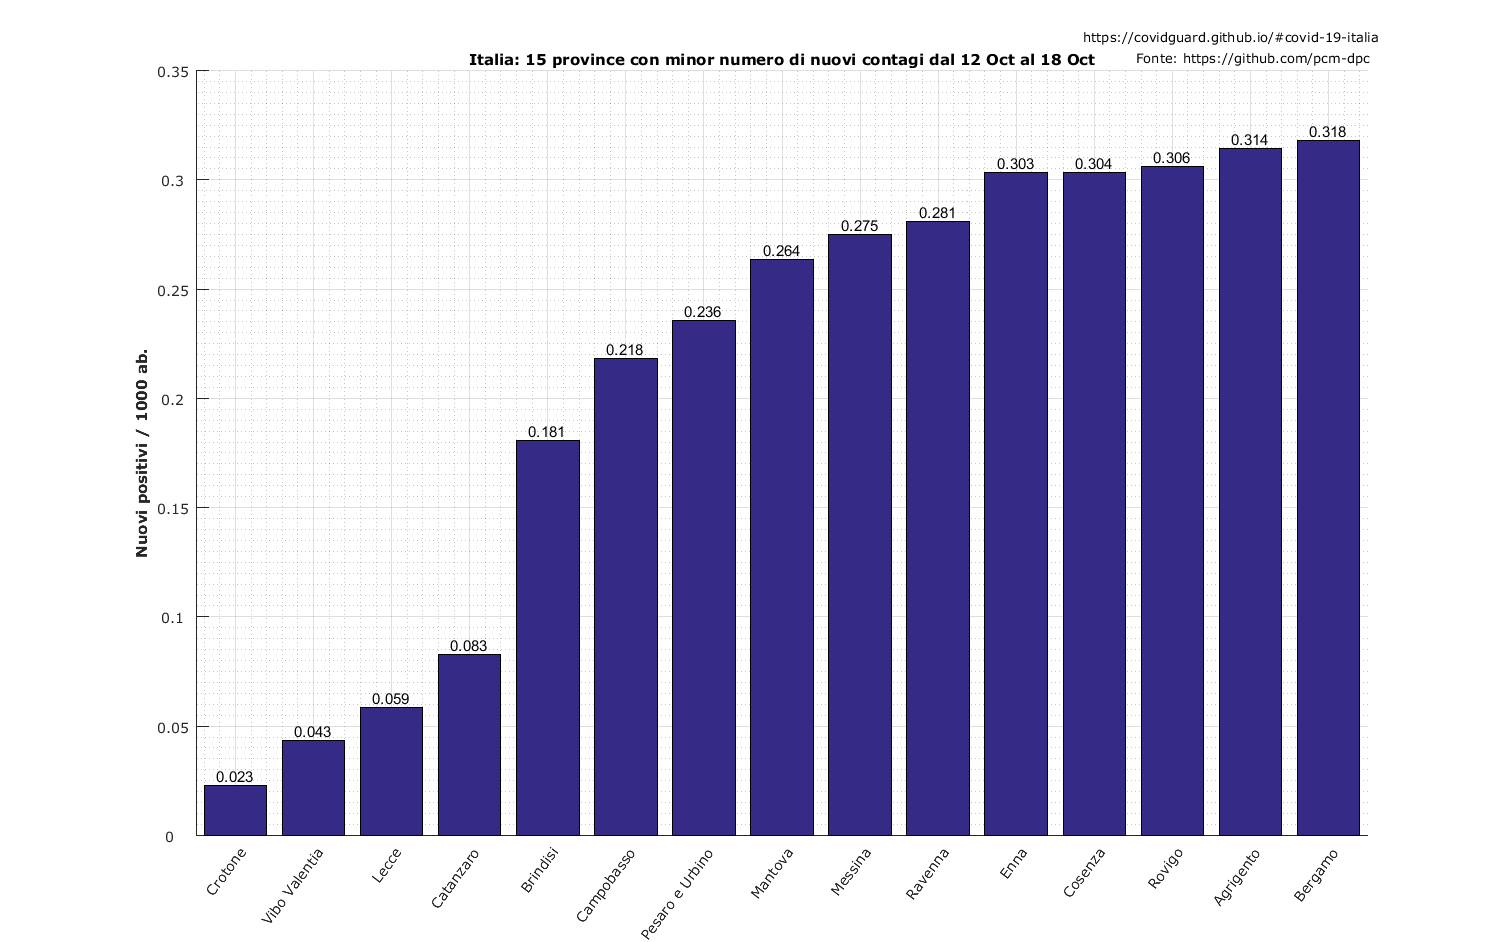 https://covidguard.github.io/#covid-19-italia
Italia: 15 province con minor numero di nuovi contagi dal 12 Oct al 18 Oct
Fonte: https://github.com/pcm-dpc
Nuovi positivi / 1000 ab.
0.35
0.3
0.25
0.2
0.15
0.1
0.05
0
0.023
0.043
0.059
0.083
0.181
0.218
0.236
0.264
0.275
0.281
0.303
0.304
0.306
0.314
0.318
Crotone
Vibo Valentia
Lecce
Catanzaro
Brindisi
Campobasso
Pesaro e Urbino
Mantova
Messina
Ravenna
Enna
Cosenza
Rovigo
Agrigento
Bergamo